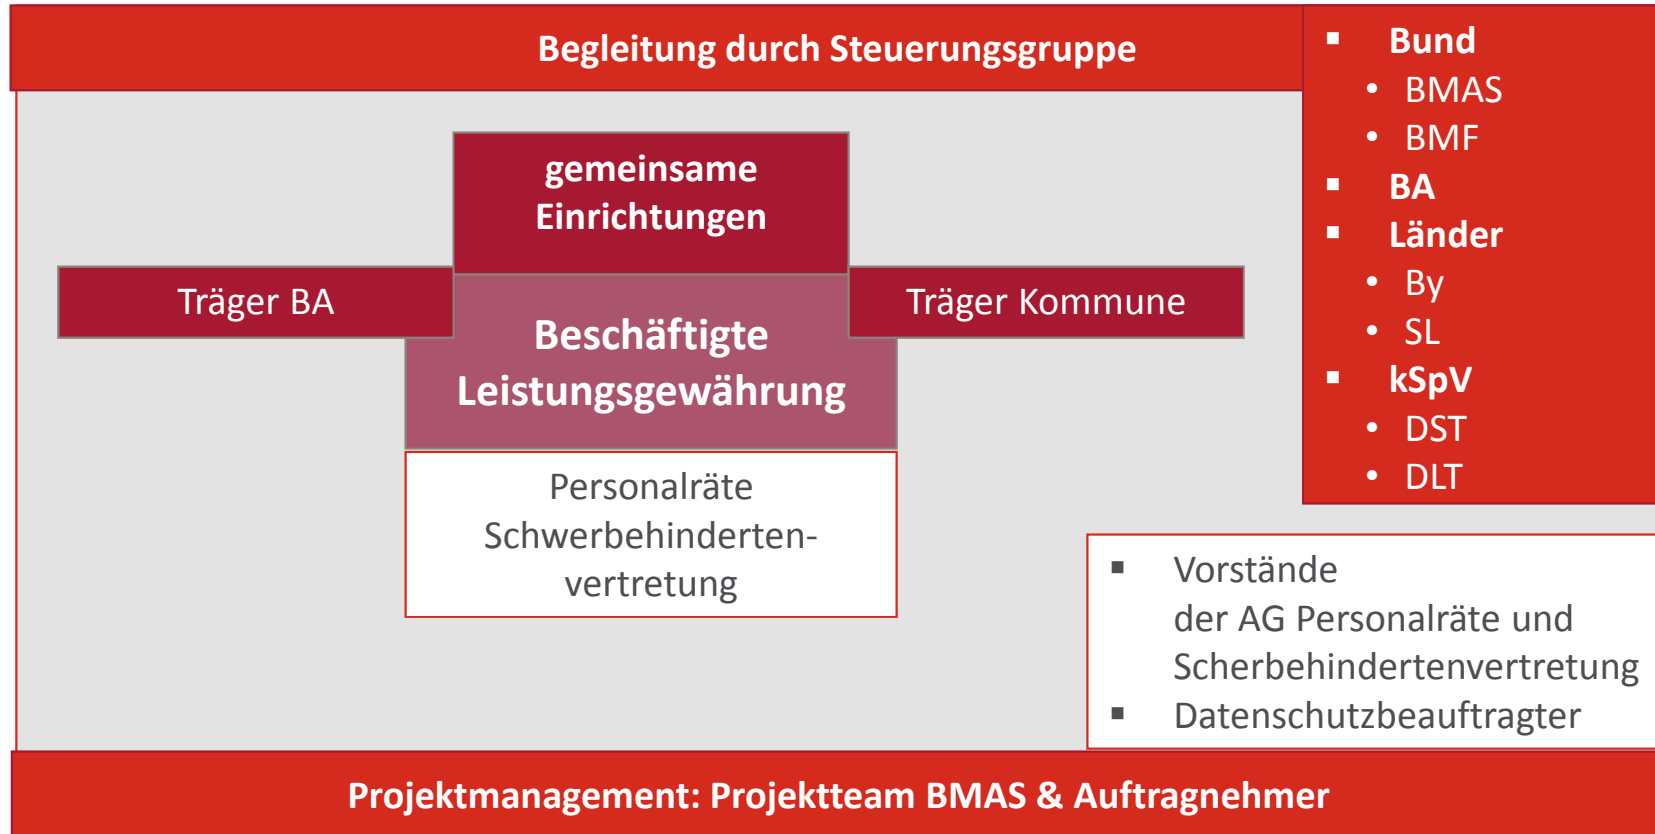 Begleitung durch Steuerungsgruppe
▪ Bund
• BMAS
• BMF
▪ BA
▪ Länder
• By
• SL
▪ kSpV
• DST
• DLT
gemeinsame
Einrichtungen
Träger BA
Träger Kommune
Beschäftigte
Leistungsgewährung
Personalräte
Schwerbehinderten-
vertretung
▪ Vorstände
der AG Personalräte und
Scherbehindertenvertretung
▪ Datenschutzbeauftragter
Projektmanagement: Projektteam BMAS & Auftragnehmer